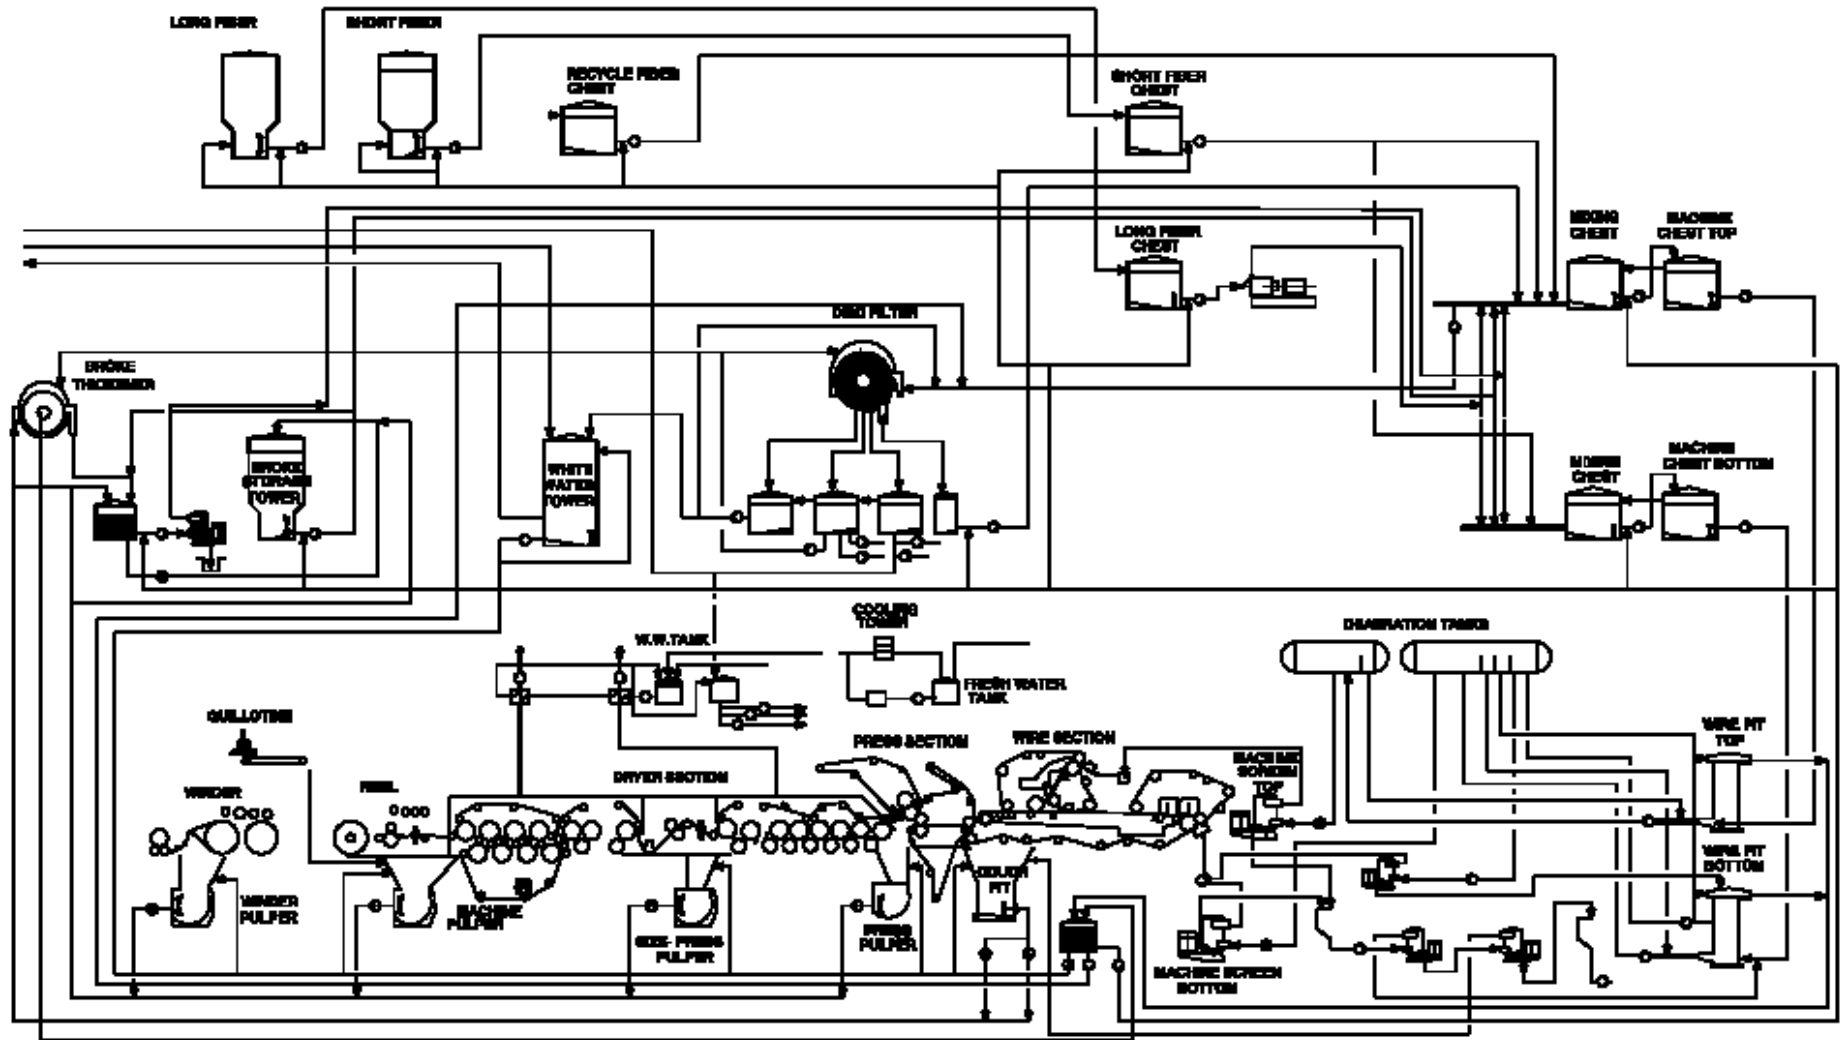 LONG FIBER
SHORT FIBER
RECYCLE FIBER
CHEST
SHORT FIBER
CHEST
LONG FIBER
CHEST
MIXING
CHEST
MACHINE
CHEST TOP
DISC FILTER
BROKE
THICKENER
BROKE
STORAGE
TOWER
WHITE
WATER
TOWER
MIXING
CHEST
MACHINE
CHEST BOTTOM
COOLING
TOWER
W.W.TANK
FRESH WATER
TANK
DEAERATION TANKS
GUILLOTINE
WINDER
REEL
DRYER SECTION
PRESS SECTION
WIRE SECTION
MACHINE
SCREEN
TOP
WIRE PIT
TOP
WIRE PIT
BOTTOM
WINDER
PULPER
MACHINE
PULPER
SIZE-PRESS
PULPER
PRESS
PULPER
COUCH
PIT
MACHINE SCREEN
BOTTOM